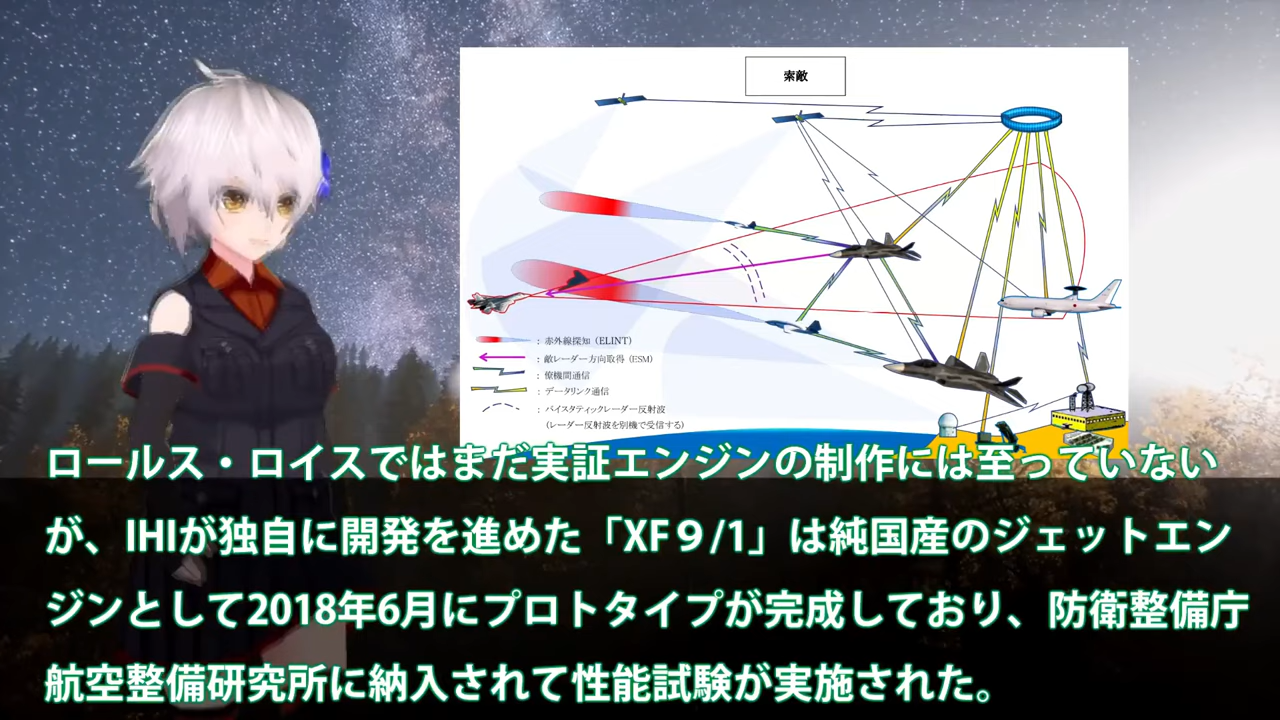 索敵
：赤外線探知（ELINT）
：敵レーダー方向取得（ESM）
：僚機間通信
：データリンク通信
：バイスタティックレーダー反射波
（レーダー反射波を別機で受信する）
ロールス・ロイスではまだ実証エンジンの制作には至っていない
が、IHIが独自に開発を進めた「XF９/1」は純国産のジェットエン
ジンとして2018年6月にプロトタイプが完成しており、防衛整備庁
航空整備研究所に納入されて性能試験が実施された。